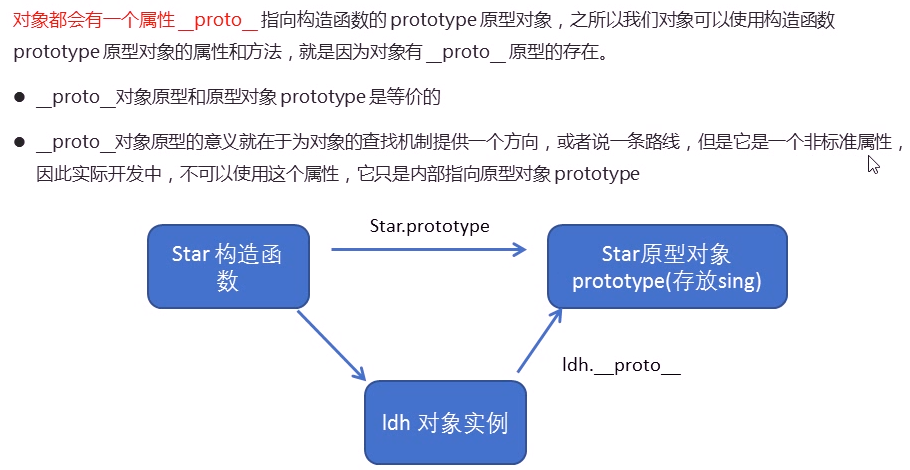 对象都会有一个属性 __proto__ 指向构造函数的 prototype 原型对象，之所以我们对象可以使用构造函数
prototype 原型对象的属性和方法，就是因为对象有 __proto__ 原型的存在。
● __proto__对象原型和原型对象 prototype 是等价的
● __proto__对象原型的意义就在于为对象的查找机制提供一个方向，或者说一条路线，但是它是一个非标准属性，
因此实际开发中，不可以使用这个属性，它只是内部指向原型对象 prototype
Star.prototype
Star 构造函
数
Star原型对象
prototype(存放sing)
ldh.__proto__
ldh 对象实例